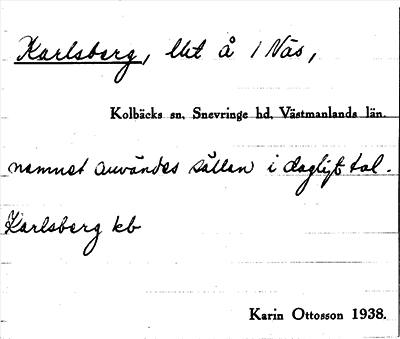 Karlsberg, lht å 1 Näs,
Kolbäcks sn, Snevringe hd, Västmanlands län.
namnet användes sällan i dagligt tal.
Karlsberg kb
Karin Ottosson 1938.